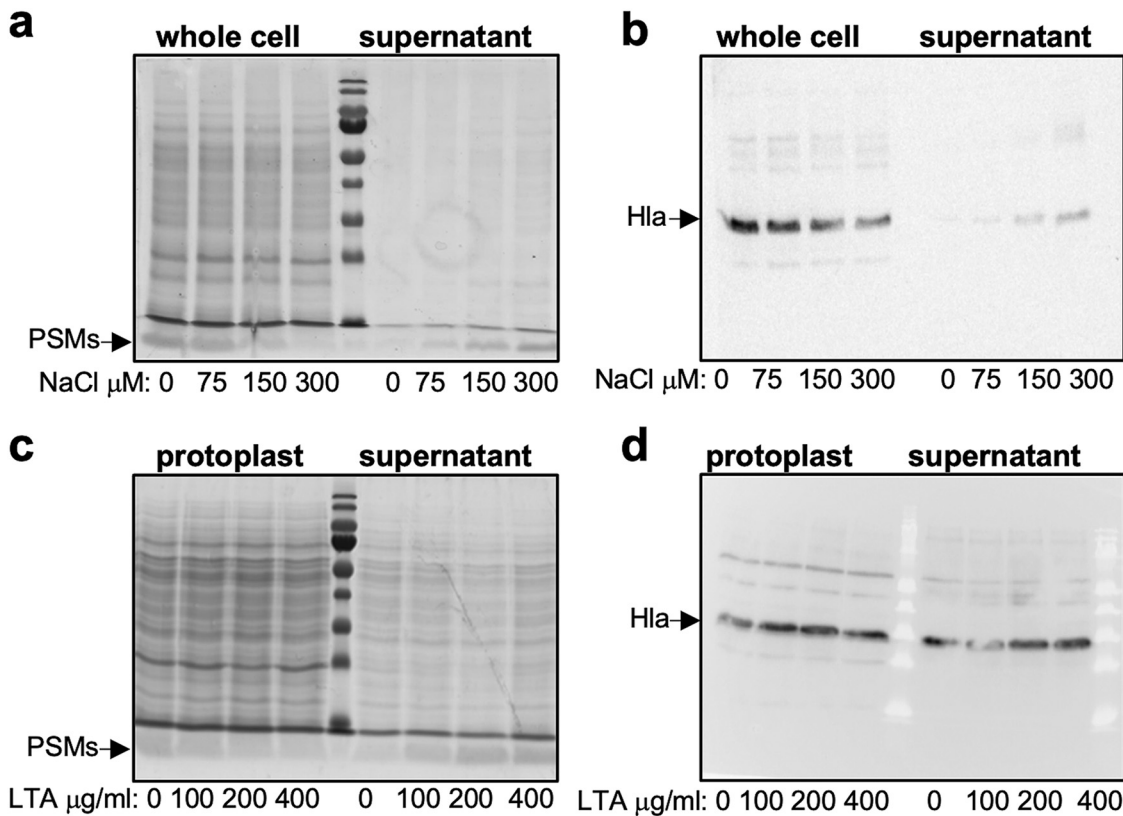 a
whole cell supernatant
PSMs
NaCl μM: 0 75 150 300 0 75 150 300
b
whole cell supernatant
Hla
NaCl μM: 0 75 150 300 0 75 150 300
c
protoplast supernatant
PSMs
LTA μg/ml: 0 100 200 400 0 100 200 400
d
protoplast supernatant
Hla
LTA μg/ml: 0 100 200 400 0 100 200 400